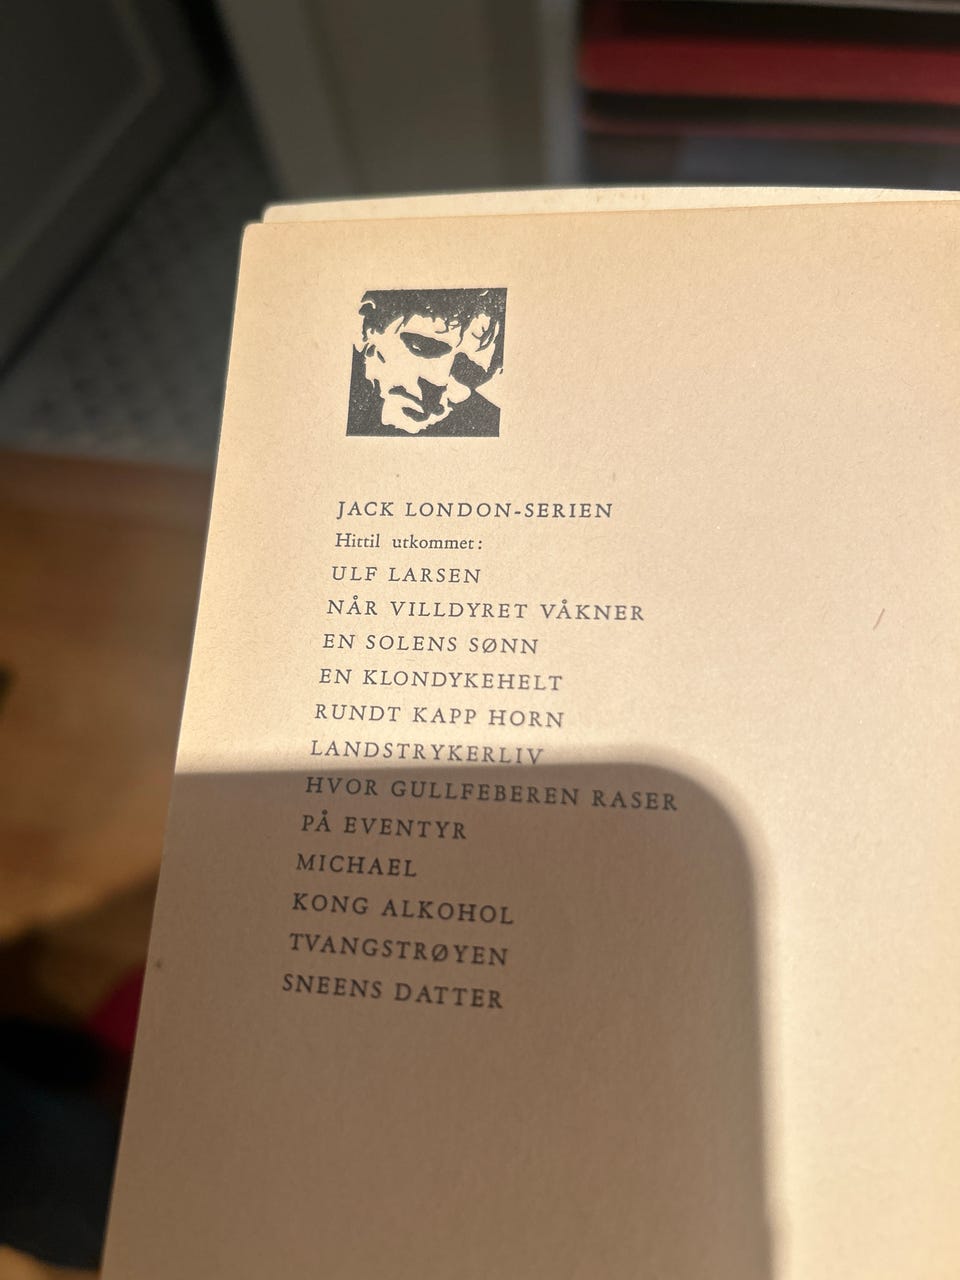 JACK LONDON-SERIEN
Hittil utkommet:
ULF LARSEN
NÅR VILLDYRET VÅKNER
EN SOLENS SØNN
EN KLONDYKEHELT
RUNDT KAPP HORN
LANDSTRYKERLIV
HVOR GULLFEBEREN RASER
PÅ EVENTYR
MICHAEL
KONG ALKOHOL
TVANGSTRØYEN
SNEENS DATTER